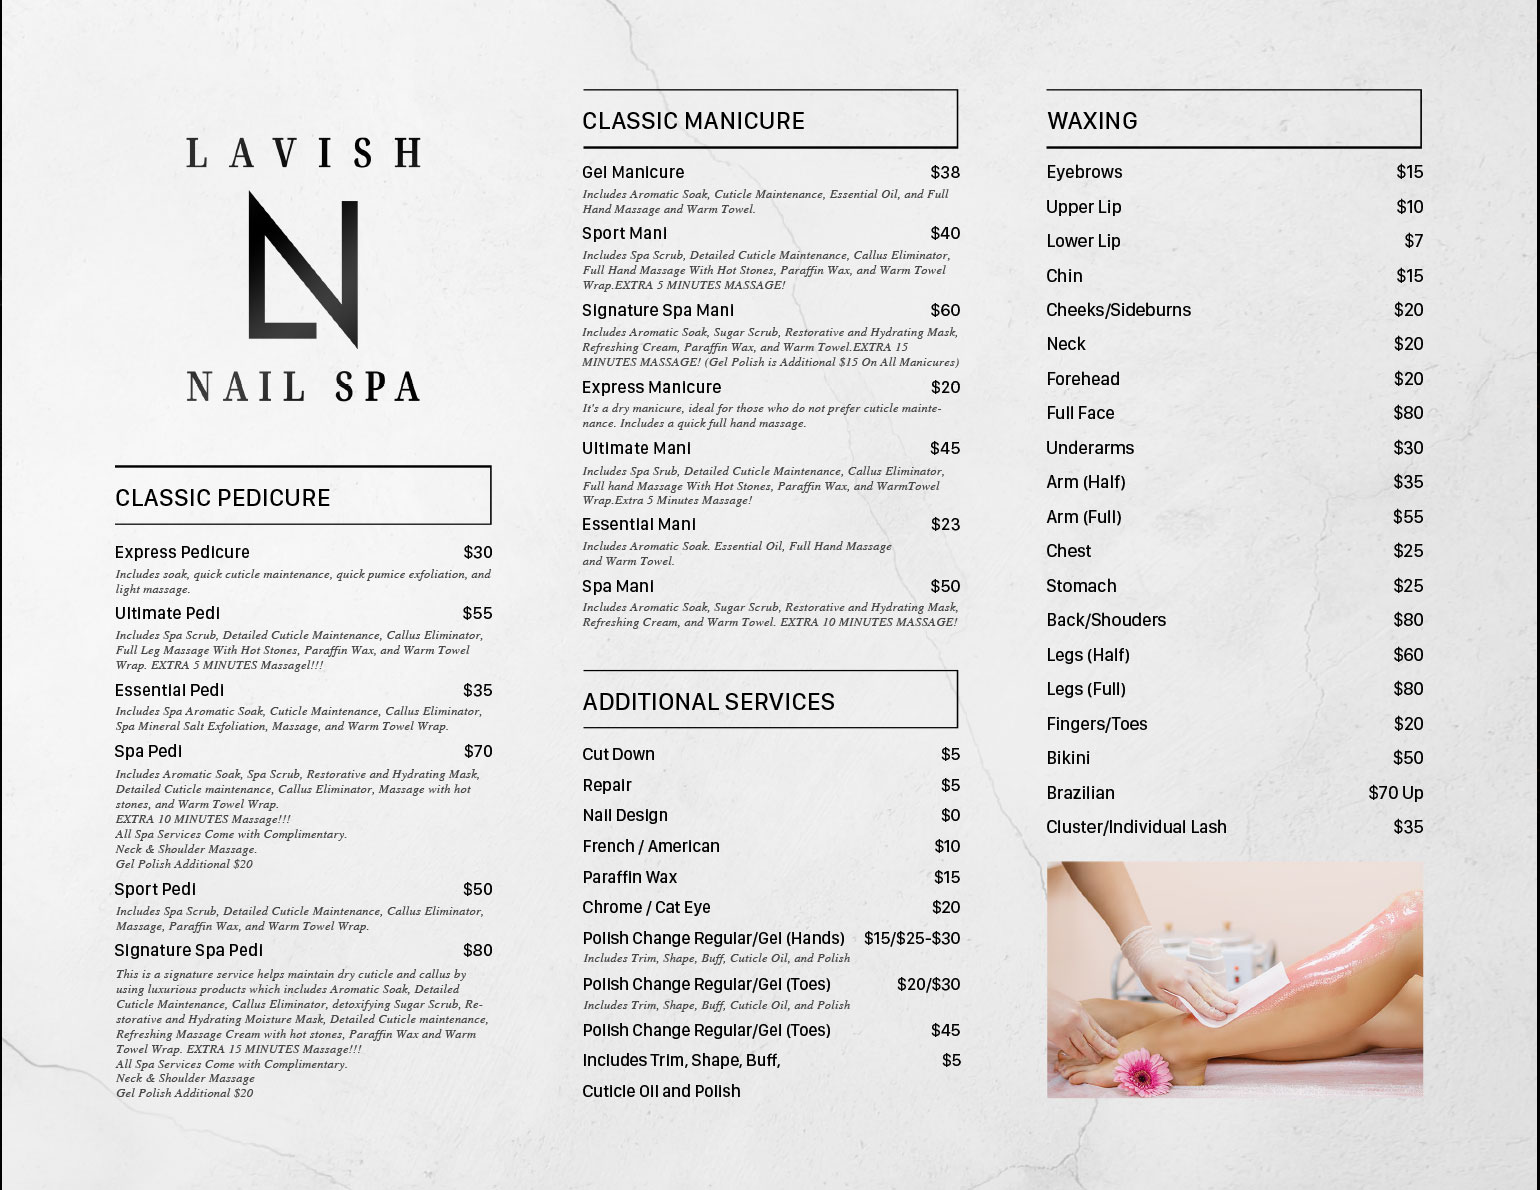 LAVISH
NAIL SPA
CLASSIC PEDICURE
Express Pedicure $30
Includes soak, quick cuticle maintenance, quick pumice exfoliation, and
light massage.
Ultimate Pedi $55
Includes Spa Scrub, Detailed Cuticle Maintenance, Callus Eliminator,
Full Leg Massage With Hot Stones, Paraffin Wax, and Warm Towel
Wrap. EXTRA 5 MINUTES Massagel!!!
Essential Pedi $35
Includes Spa Aromatic Soak, Cuticle Maintenance, Callus Eliminator,
Spa Mineral Salt Exfoliation, Massage, and Warm Towel Wrap.
Spa Pedi $70
Includes Aromatic Soak, Spa Scrub, Restorative and Hydrating Mask,
Detailed Cuticle maintenance, Callus Eliminator, Massage with hot
stones, and Warm Towel Wrap.
EXTRA 10 MINUTES Massage!!!
All Spa Services Come with Complimentary.
Neck & Shoulder Massage.
Gel Polish Additional $20
Sport Pedi $50
Includes Spa Scrub, Detailed Cuticle Maintenance, Callus Eliminator,
Massage, Paraffin Wax, and Warm Towel Wrap.
Signature Spa Pedi $80
This is a signature service helps maintain dry cuticle and callus by
using luxurious products which includes Aromatic Soak, Detailed
Cuticle Maintenance, Callus Eliminator, detoxifying Sugar Scrub, Re-
storative and Hydrating Moisture Mask, Detailed Cuticle maintenance,
Refreshing Massage Cream with hot stones, Paraffin Wax and Warm
Towel Wrap. EXTRA 15 MINUTES Massage!!!
All Spa Services Come with Complimentary.
Neck & Shoulder Massage
Gel Polish Additional $20
CLASSIC MANICURE
Gel Manicure $38
Includes Aromatic Soak, Cuticle Maintenance, Essential Oil, and Full
Hand Massage and Warm Towel.
Sport Mani $40
Includes Spa Scrub, Detailed Cuticle Maintenance, Callus Eliminator,
Full Hand Massage With Hot Stones, Paraffin Wax, and Warm Towel
Wrap.EXTRA 5 MINUTES MASSAGE!
Signature Spa Mani $60
Includes Aromatic Soak, Sugar Scrub, Restorative and Hydrating Mask,
Refreshing Cream, Paraffin Wax, and Warm Towel.EXTRA 15
MINUTES MASSAGE! (Gel Polish is Additional $15 On All Manicures)
Express Manicure $20
It's a dry manicure, ideal for those who do not prefer cuticle mainte-
nance. Includes a quick full hand massage.
Ultimate Mani $45
Includes Spa Srub, Detailed Cuticle Maintenance, Callus Eliminator,
Full hand Massage With Hot Stones, Paraffin Wax, and WarmTowel
Wrap.Extra 5 Minutes Massage!
Essential Mani $23
Includes Aromatic Soak. Essential Oil, Full Hand Massage
and Warm Towel.
Spa Mani $50
Includes Aromatic Soak, Sugar Scrub, Restorative and Hydrating Mask,
Refreshing Cream, and Warm Towel. EXTRA 10 MINUTES MASSAGE!
ADDITIONAL SERVICES
Cut Down $5
Repair $5
Nail Design $0
French / American $10
Paraffin Wax $15
Chrome / Cat Eye $20
Polish Change Regular/Gel (Hands) $15/$25-$30
Includes Trim, Shape, Buff, Cuticle Oil, and Polish
Polish Change Regular/Gel (Toes) $20/$30
Includes Trim, Shape, Buff, Cuticle Oil, and Polish
Polish Change Regular/Gel (Toes) $45
Includes Trim, Shape, Buff, $5
Cuticle Oil and Polish
WAXING
Eyebrows $15
Upper Lip $10
Lower Lip $7
Chin $15
Cheeks/Sideburns $20
Neck $20
Forehead $20
Full Face $80
Underarms $30
Arm (Half) $35
Arm (Full) $55
Chest $25
Stomach $25
Back/Shouders $80
Legs (Half) $60
Legs (Full) $80
Fingers/Toes $20
Bikini $50
Brazilian $70 Up
Cluster/Individual Lash $35